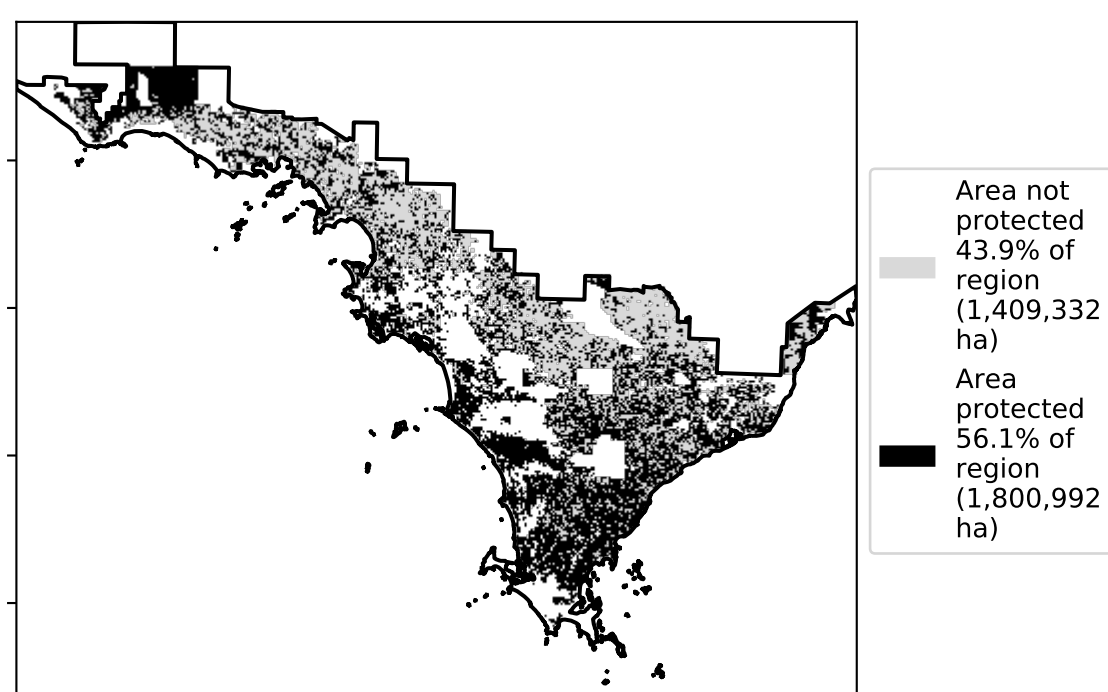 Area not
protected
43.9% of
region
(1,409,332
ha)
Area
protected
56.1% of
region
(1,800,992
ha)